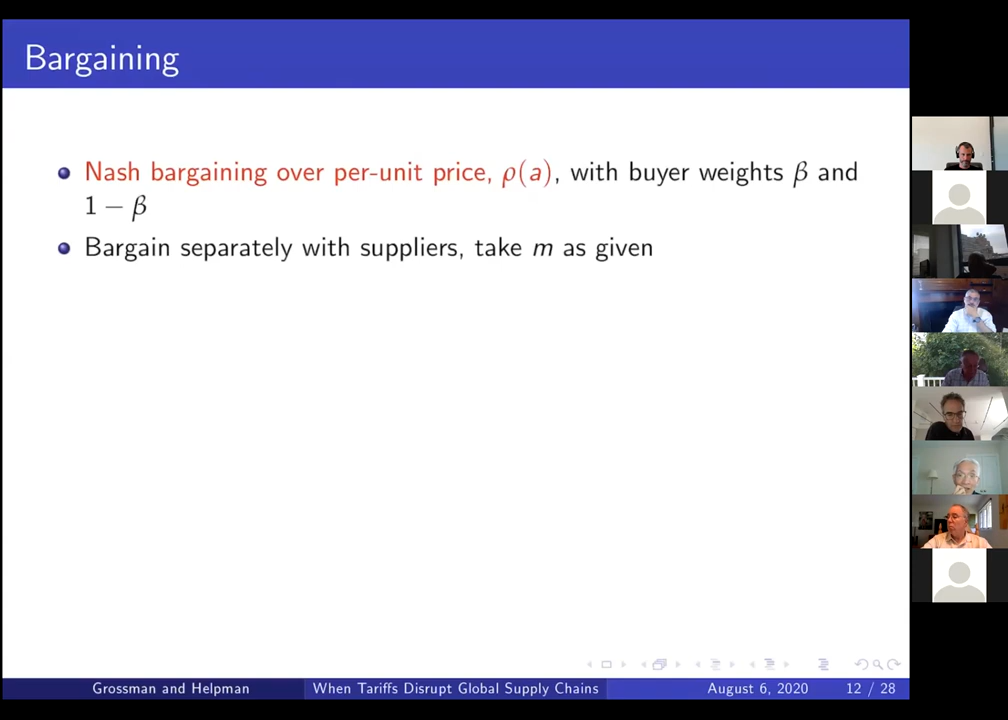 Bargaining
Nash bargaining over per-unit price, ρ(a), with buyer weights β and
1 − β
Bargain separately with suppliers, take m as given
Grossman and Helpman When Tariffs Disrupt Global Supply Chains August 6, 2020 12 / 28